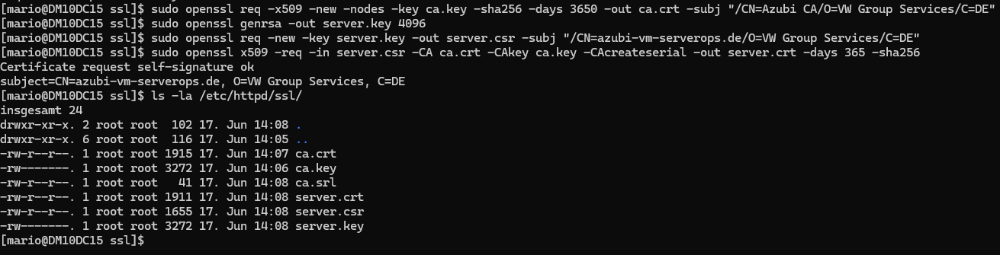 [mario@DM10DC15 ssl]$ sudo openssl req -x509 -new -nodes -key ca.key -sha256 -days 3650 -out ca.crt -subj "/CN=Azubi CA/O=VW Group Services/C=DE"
[mario@DM10DC15 ssl]$ sudo openssl genrsa -out server.key 4096
[mario@DM10DC15 ssl]$ sudo openssl req -new -key server.key -out server.csr -subj "/CN=azubi-vm-serverops.de/O=VW Group Services/C=DE"
[mario@DM10DC15 ssl]$ sudo openssl x509 -req -in server.csr -CA ca.crt -CAkey ca.key -CAcreateserial -out server.crt -days 365 -sha256
Certificate request self-signature ok
subject=CN=azubi-vm-serverops.de, O=VW Group Services, C=DE
[mario@DM10DC15 ssl]$ ls -la /etc/httpd/ssl/
insgesamt 24
drwxr-xr-x. 2 root root  102 17. Jun 14:08 .
drwxr-xr-x. 6 root root  116 17. Jun 14:05 ..
-rw-r--r--. 1 root root 1915 17. Jun 14:07 ca.crt
-rw-------. 1 root root 3272 17. Jun 14:06 ca.key
-rw-r--r--. 1 root root   41 17. Jun 14:08 ca.srl
-rw-r--r--. 1 root root 1911 17. Jun 14:08 server.crt
-rw-r--r--. 1 root root 1655 17. Jun 14:08 server.csr
-rw-------. 1 root root 3272 17. Jun 14:08 server.key
[mario@DM10DC15 ssl]$